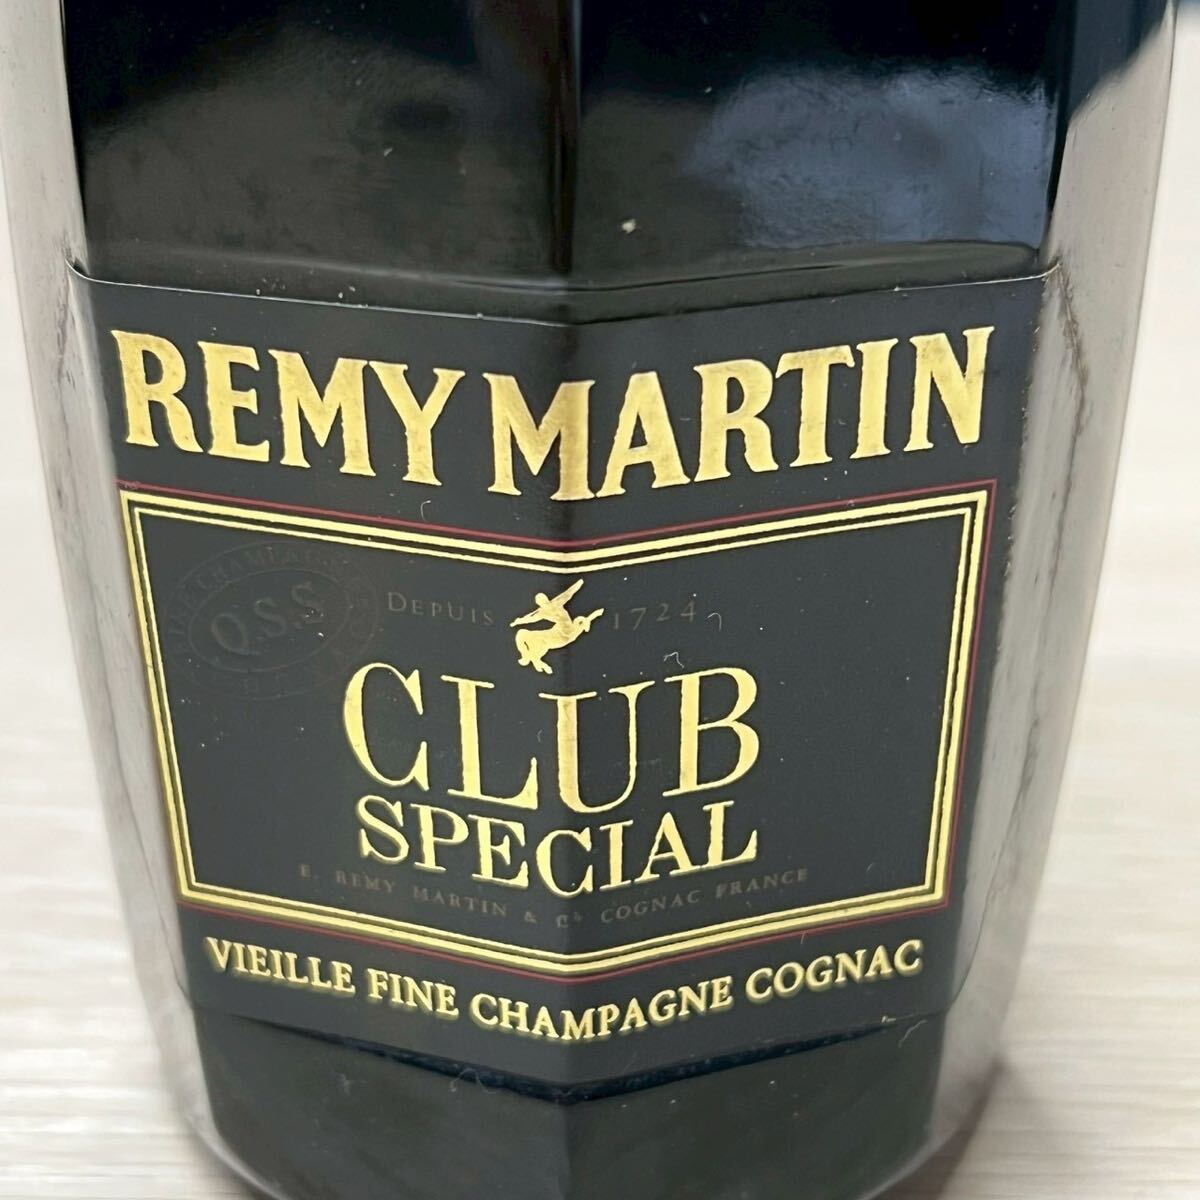 REMY MARTIN
DEPUIS 1724
Q.S.S
CLUB
SPECIAL
E. REMY MARTIN & Co COGNAC FRANCE
VIEILLE FINE CHAMPAGNE COGNAC